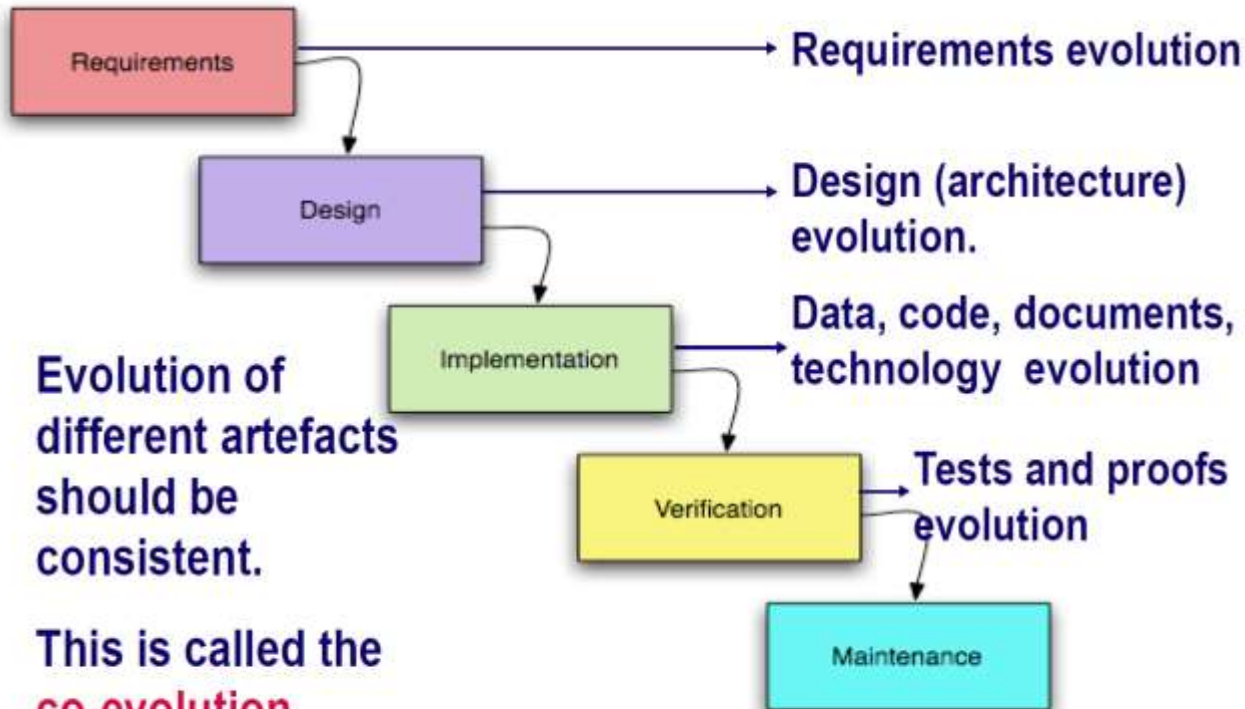 Requirements
Requirements evolution
Design
Design (architecture)
evolution.
Implementation
Data, code, documents,
technology evolution
Evolution of
different artefacts
should be
consistent.
Verification
Tests and proofs
evolution
This is called the
co-evolution
Maintenance